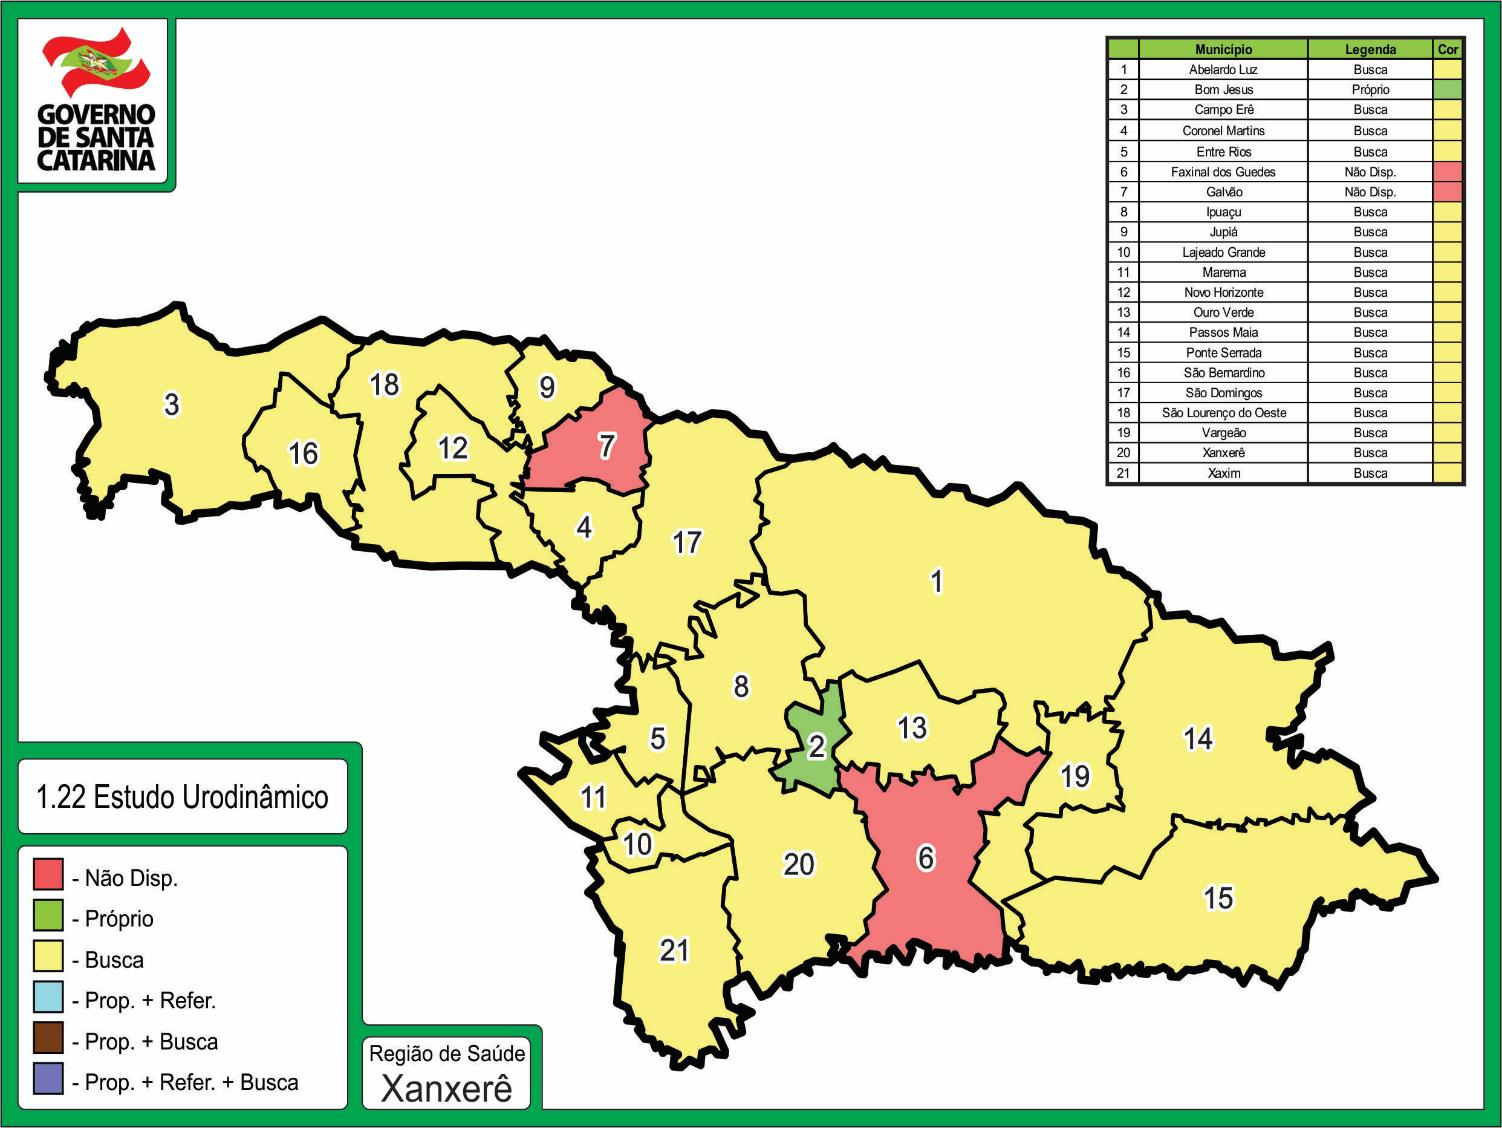 GOVERNO
DE SANTA
CATARINA
Município Legenda Cor
1 Abelardo Luz Busca
2 Bom Jesus Próprio
3 Campo Erê Busca
4 Coronel Martins Busca
5 Entre Rios Busca
6 Faxinal dos Guedes Não Disp.
7 Galvão Não Disp.
8 Ipuaçu Busca
9 Jupiá Busca
10 Lajeado Grande Busca
11 Marema Busca
12 Novo Horizonte Busca
13 Ouro Verde Busca
14 Passos Maia Busca
15 Ponte Serrada Busca
16 São Bernardino Busca
17 São Domingos Busca
18 São Lourenço do Oeste Busca
19 Vargeão Busca
20 Xanxerê Busca
21 Xaxim Busca
18
9
3
7
12
16
4
17
1
8
13
5
2
14
19
11
10
6
20
15
21
1.22 Estudo Urodinâmico
- Não Disp.
- Próprio
- Busca
- Prop. + Refer.
- Prop. + Busca
- Prop. + Refer. + Busca
Região de Saúde
Xanxerê